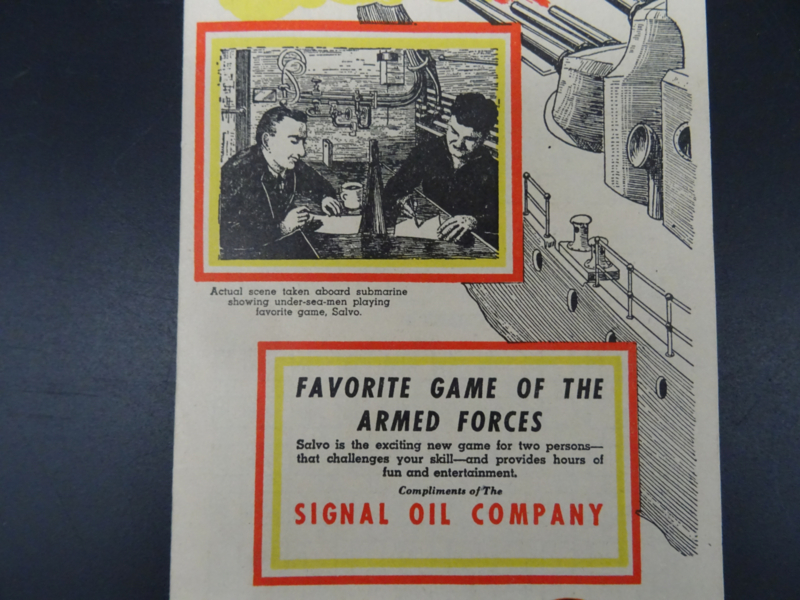 Actual scene taken aboard submarine
showing under-sea-men playing
favorite game, Salvo.
FAVORITE GAME OF THE
ARMED FORCES
Salvo is the exciting new game for two persons—
that challenges your skill—and provides hours of
fun and entertainment.
Compliments of The
SIGNAL OIL COMPANY